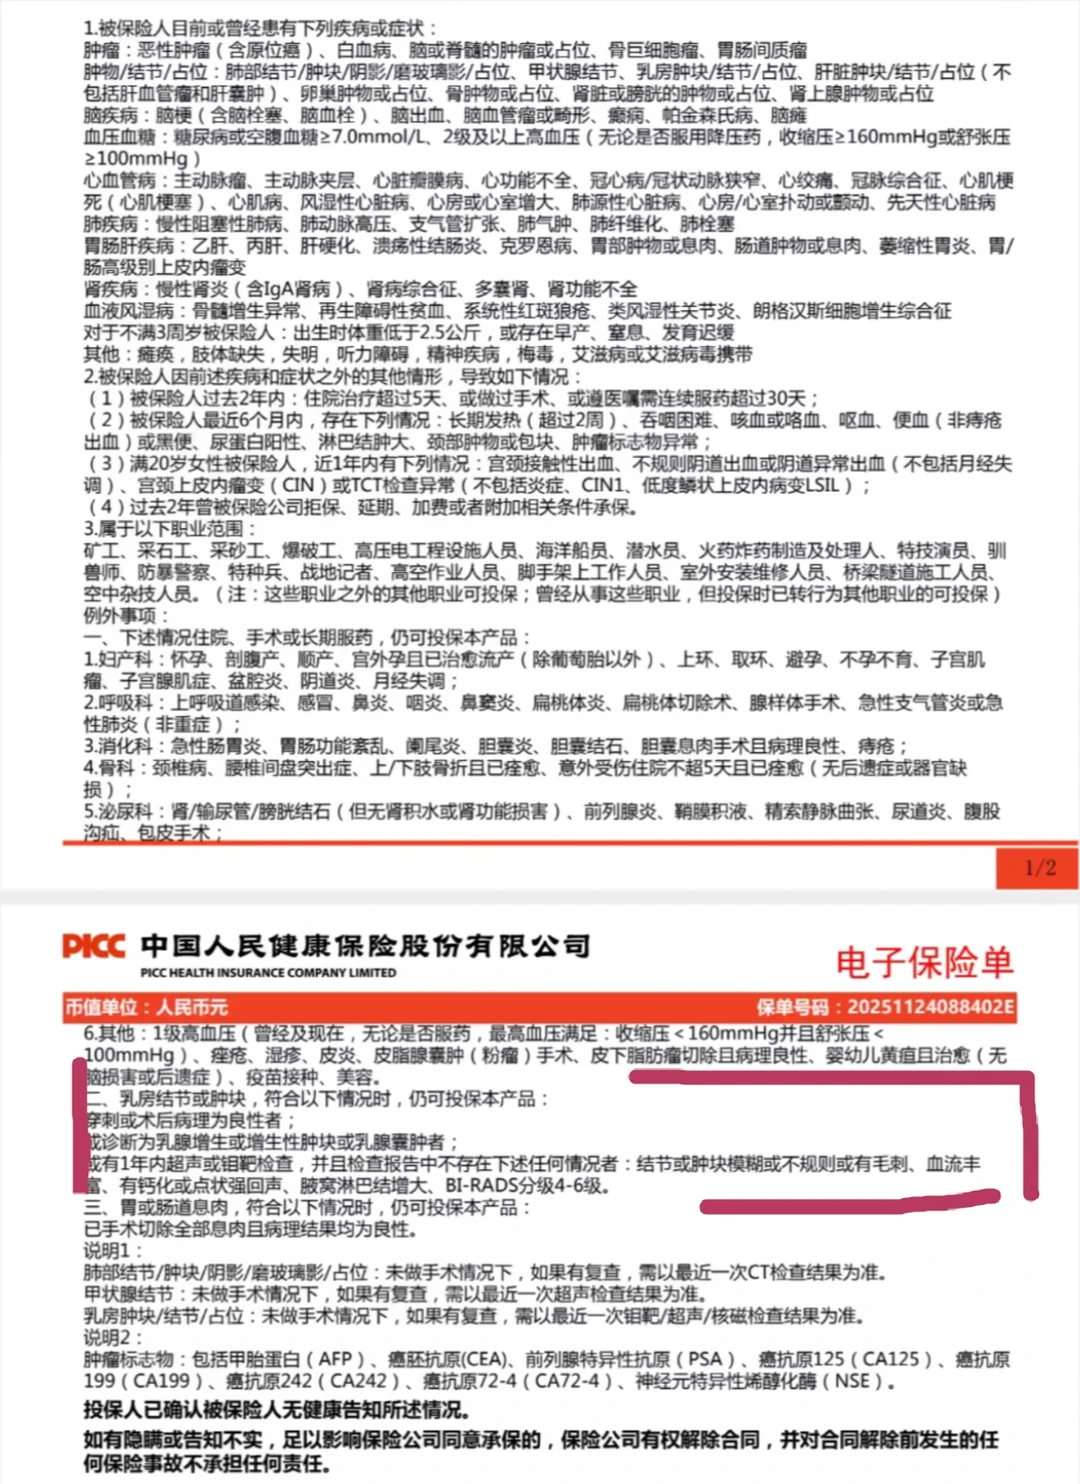 1.被保险人目前或曾经患有下列疾病或症状：
肿瘤：恶性肿瘤（含原位癌）、白血病、脑或脊髓的肿瘤或占位、骨巨细胞瘤、胃肠间质瘤
肿物/结节/占位：肺部结节/肿块/阴影/磨玻璃影/占位、甲状腺结节、乳房肿块/结节/占位、肝脏肿块/结节/占位（不
包括肝血管瘤和肝囊肿）、卵巢肿物或占位、骨肿物或占位、肾脏或膀胱的肿物或占位、肾上腺肿物或占位
脑疾病：脑梗（含脑栓塞、脑血栓）、脑出血、脑血管瘤或畸形、癫痫、帕金森氏病、脑瘫
血压血糖：糖尿病或空腹血糖≥7.0mmol/L、2级及以上高血压（无论是否服用降压药，收缩压≥160mmHg或舒张压
≥100mmHg）
心血管病：主动脉瘤、主动脉夹层、心脏瓣膜病、心功能不全、冠心病/冠状动脉狭窄、心绞痛、冠脉综合征、心肌梗
死（心肌梗塞）、心肌病、风湿性心脏病、心房或心室增大、肺源性心脏病、心房/心室扑动或颤动、先天性心脏病
肺疾病：慢性阻塞性肺病、肺动脉高压、支气管扩张、肺气肿、肺纤维化、肺栓塞
胃肠肝疾病：乙肝、丙肝、肝硬化、溃疡性结肠炎、克罗恩病、胃部肿物或息肉、肠道肿物或息肉、萎缩性胃炎、胃/
肠高级别上皮内瘤变
肾疾病：慢性肾炎（含IgA肾病）、肾病综合征、多囊肾、肾功能不全
血液风湿病：骨髓增生异常、再生障碍性贫血、系统性红斑狼疮、类风湿性关节炎、朗格汉斯细胞增生综合征
对于不满3周岁被保险人：出生时体重低于2.5公斤，或存在早产、窒息、发育迟缓
其他：瘫痪，肢体缺失，失明，听力障碍，精神疾病，梅毒，艾滋病或艾滋病毒携带
2.被保险人因前述疾病和症状之外的其他情形，导致如下情况：
（1）被保险人过去2年内：住院治疗超过5天、或做过手术、或遵医嘱需连续服药超过30天；
（2）被保险人最近6个月内，存在下列情况：长期发热（超过2周）、吞咽困难、咳血或咯血、呕血、便血（非痔疮
出血）或黑便、尿蛋白阳性、淋巴结肿大、颈部肿物或包块、肿瘤标志物异常；
（3）满20岁女性被保险人，近1年内有下列情况：宫颈接触性出血、不规则阴道出血或阴道异常出血（不包括月经失
调）、宫颈上皮内瘤变（CIN）或TCT检查异常（不包括炎症、CIN1、低度鳞状上皮内病变LSIL）；
（4）过去2年曾被保险公司拒保、延期、加费或者附加相关条件承保。
3.属于以下职业范围：
矿工、采石工、采砂工、爆破工、高压电工程设施人员、海洋船员、潜水员、火药炸药制造及处理人、特技演员、驯
兽师、防暴警察、特种兵、战地记者、高空作业人员、脚手架上工作人员、室外安装维修人员、桥梁隧道施工人员、
空中杂技人员。（注：这些职业之外的其他职业可投保；曾经从事这些职业，但投保时已转行为其他职业的可投保）
例外事项：
一、下述情况住院、手术或长期服药，仍可投保本产品：
1.妇产科：怀孕、剖腹产、顺产、宫外孕且已治愈流产（除葡萄胎以外）、上环、取环、避孕、不孕不育、子宫肌
瘤、子宫腺肌症、盆腔炎、阴道炎、月经失调；
2.呼吸科：上呼吸道感染、感冒、鼻炎、咽炎、鼻窦炎、扁桃体炎、扁桃体切除术、腺样体手术、急性支气管炎或急
性肺炎（非重症）；
3.消化科：急性肠胃炎、胃肠功能紊乱、阑尾炎、胆囊炎、胆囊结石、胆囊息肉手术且病理良性、痔疮；
4.骨科：颈椎病、腰椎间盘突出症、上/下肢骨折且已痊愈、意外受伤住院不超5天且已痊愈（无后遗症或器官缺
损）；
5.泌尿科：肾/输尿管/膀胱结石（但无肾积水或肾功能损害）、前列腺炎、鞘膜积液、精索静脉曲张、尿道炎、腹股
沟疝、包皮手术；
1/2
PICC 中国人民健康保险股份有限公司
PICC HEALTH INSURANCE COMPANY LIMITED
电子保险单
币值单位：人民币元 保单号码：20251124088402E
6.其他：1级高血压（曾经及现在，无论是否服药，最高血压满足：收缩压＜160mmHg并且舒张压＜
100mmHg）、痤疮、湿疹、皮炎、皮脂腺囊肿（粉瘤）手术、皮下脂肪瘤切除且病理良性、婴幼儿黄疸且治愈（无
脑损害或后遗症）、疫苗接种、美容。
二、乳房结节或肿块，符合以下情况时，仍可投保本产品：
穿刺或术后病理为良性者；
或诊断为乳腺增生或增生性肿块或乳腺囊肿者；
或有1年内超声或钼靶检查，并且检查报告中不存在下述任何情况者：结节或肿块模糊或不规则或有毛刺、血流丰
富、有钙化或点状强回声、腋窝淋巴结增大、BI-RADS分级4-6级。
三、胃或肠道息肉，符合以下情况时，仍可投保本产品：
已手术切除全部息肉且病理结果均为良性。
说明1：
肺部结节/肿块/阴影/磨玻璃影/占位：未做手术情况下，如果有复查，需以最近一次CT检查结果为准。
甲状腺结节：未做手术情况下，如果有复查，需以最近一次超声检查结果为准。
乳房肿块/结节/占位：未做手术情况下，如果有复查，需以最近一次钼靶/超声/核磁检查结果为准。
说明2：
肿瘤标志物：包括甲胎蛋白（AFP）、癌胚抗原(CEA)、前列腺特异性抗原（PSA）、癌抗原125（CA125）、癌抗原
199（CA199）、癌抗原242（CA242）、癌抗原72-4（CA72-4）、神经元特异性烯醇化酶（NSE）。
投保人已确认被保险人无健康告知所述情况。
如有隐瞒或告知不实，足以影响保险公司同意承保的，保险公司有权解除合同，并对合同解除前发生的任
何保险事故不承担任何责任。